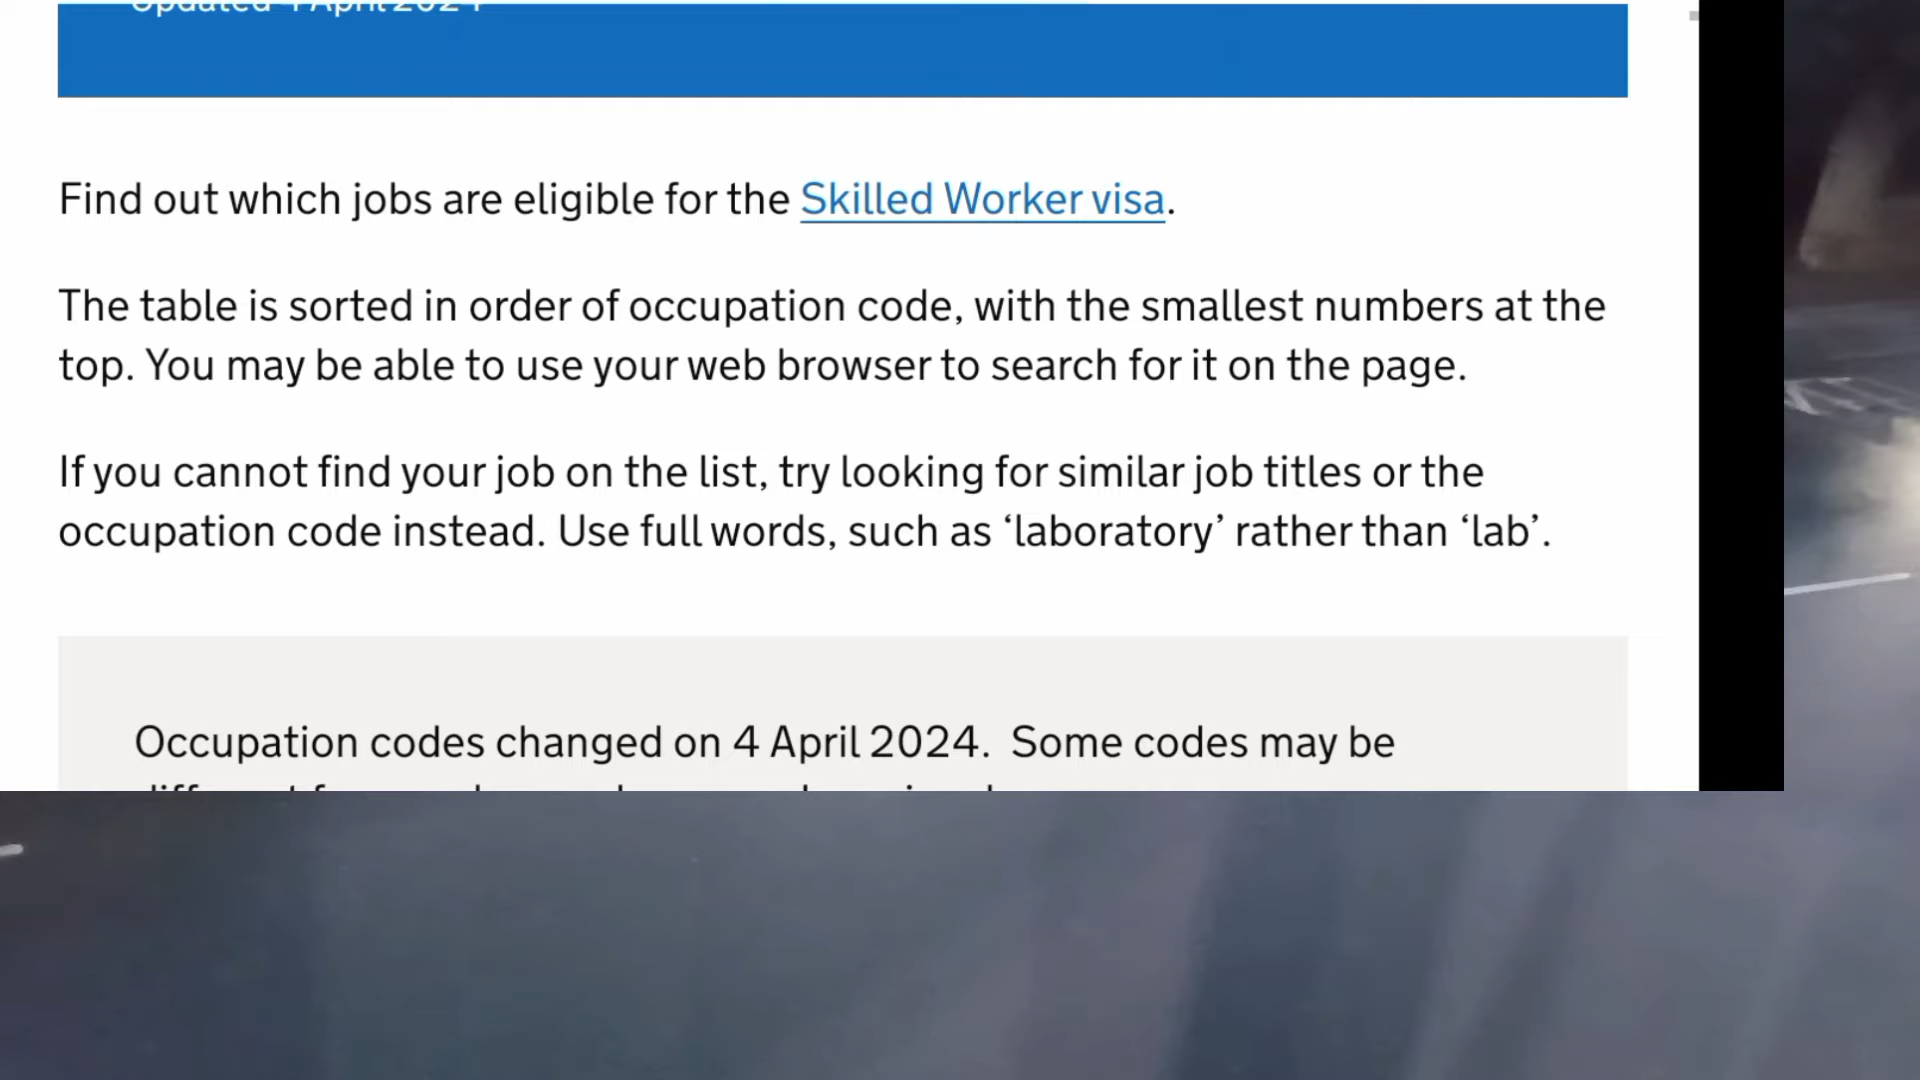 Updated 4 April 2024
Find out which jobs are eligible for the Skilled Worker visa.
The table is sorted in order of occupation code, with the smallest numbers at the
top. You may be able to use your web browser to search for it on the page.
If you cannot find your job on the list, try looking for similar job titles or the
occupation code instead. Use full words, such as ‘laboratory’ rather than ‘lab’.
Occupation codes changed on 4 April 2024.  Some codes may be